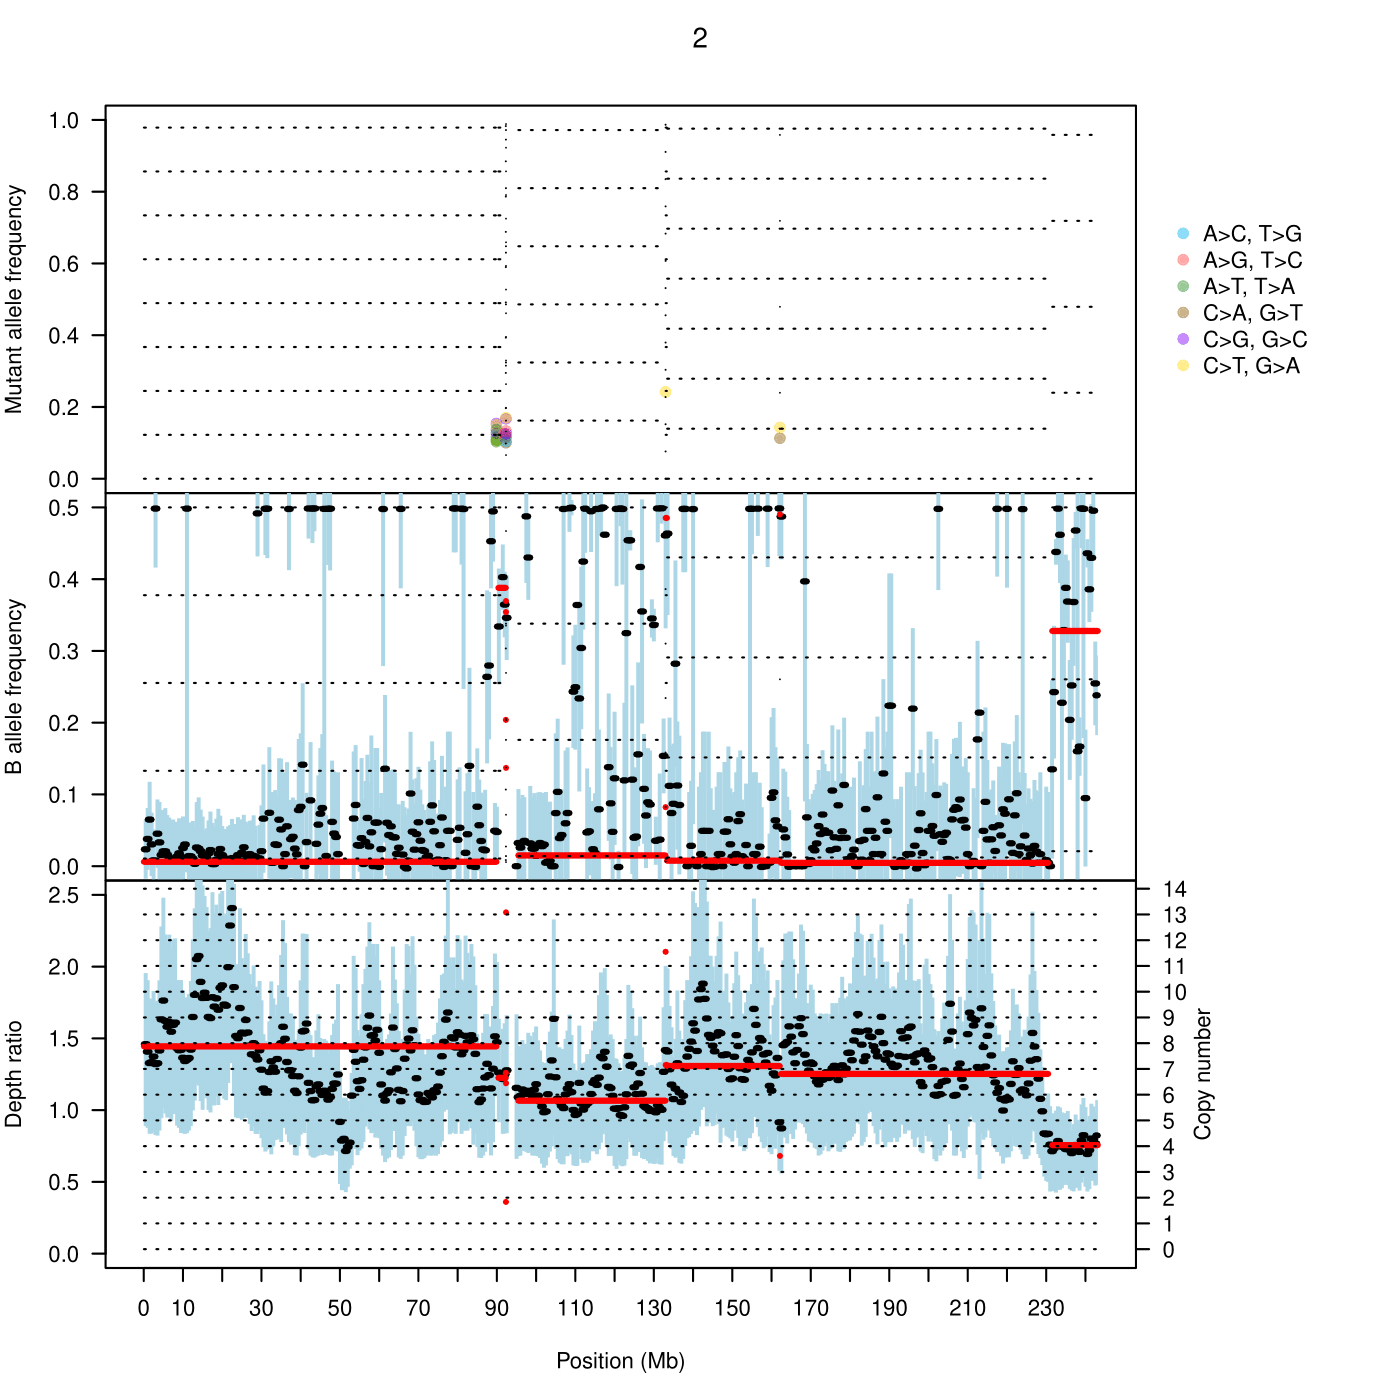 2
Mutant allele frequency
1.0
0.8
0.6
0.4
0.2
0.0
A>C, T>G
A>G, T>C
A>T, T>A
C>A, G>T
C>G, G>C
C>T, G>A
B allele frequency
0.5
0.4
0.3
0.2
0.1
0.0
Depth ratio
2.5
2.0
1.5
1.0
0.5
0.0
14
13
12
11
10
9
8
7
6
5
4
3
2
1
0
Copy number
0 10 30 50 70 90 110 130 150 170 190 210 230
Position (Mb)